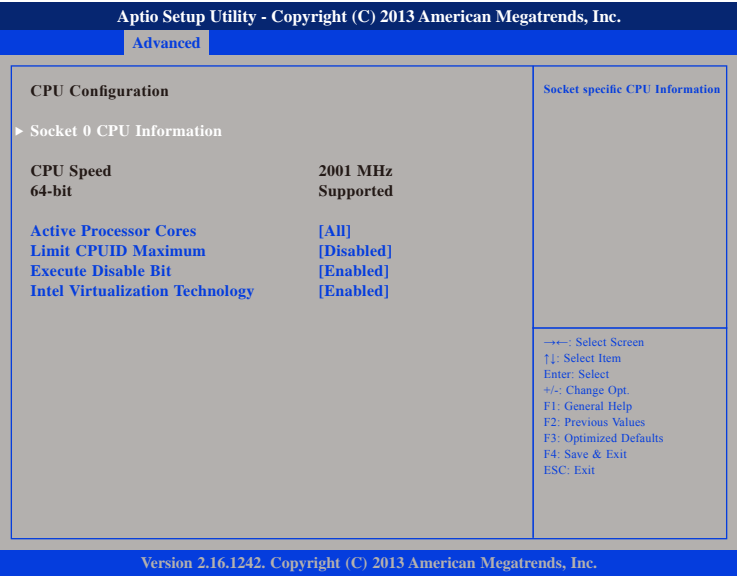 Aptio Setup Utility - Copyright (C) 2013 American Megatrends, Inc.
Advanced
CPU Configuration
▶ Socket 0 CPU Information
CPU Speed 2001 MHz
64-bit Supported
Active Processor Cores [All]
Limit CPUID Maximum [Disabled]
Execute Disable Bit [Enabled]
Intel Virtualization Technology [Enabled]
Socket specific CPU Information
→←: Select Screen
↑↓: Select Item
Enter: Select
+/-: Change Opt.
F1: General Help
F2: Previous Values
F3: Optimized Defaults
F4: Save & Exit
ESC: Exit
Version 2.16.1242. Copyright (C) 2013 American Megatrends, Inc.